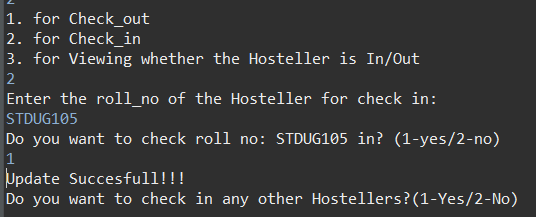 1. for Check_out
2. for Check_in
3. for Viewing whether the Hosteller is In/Out
2
Enter the roll_no of the Hosteller for check in:
STDUG105
Do you want to check roll no: STDUG105 in? (1-yes/2-no)
1
Update Succesfull!!!
Do you want to check in any other Hostellers?(1-Yes/2-No)